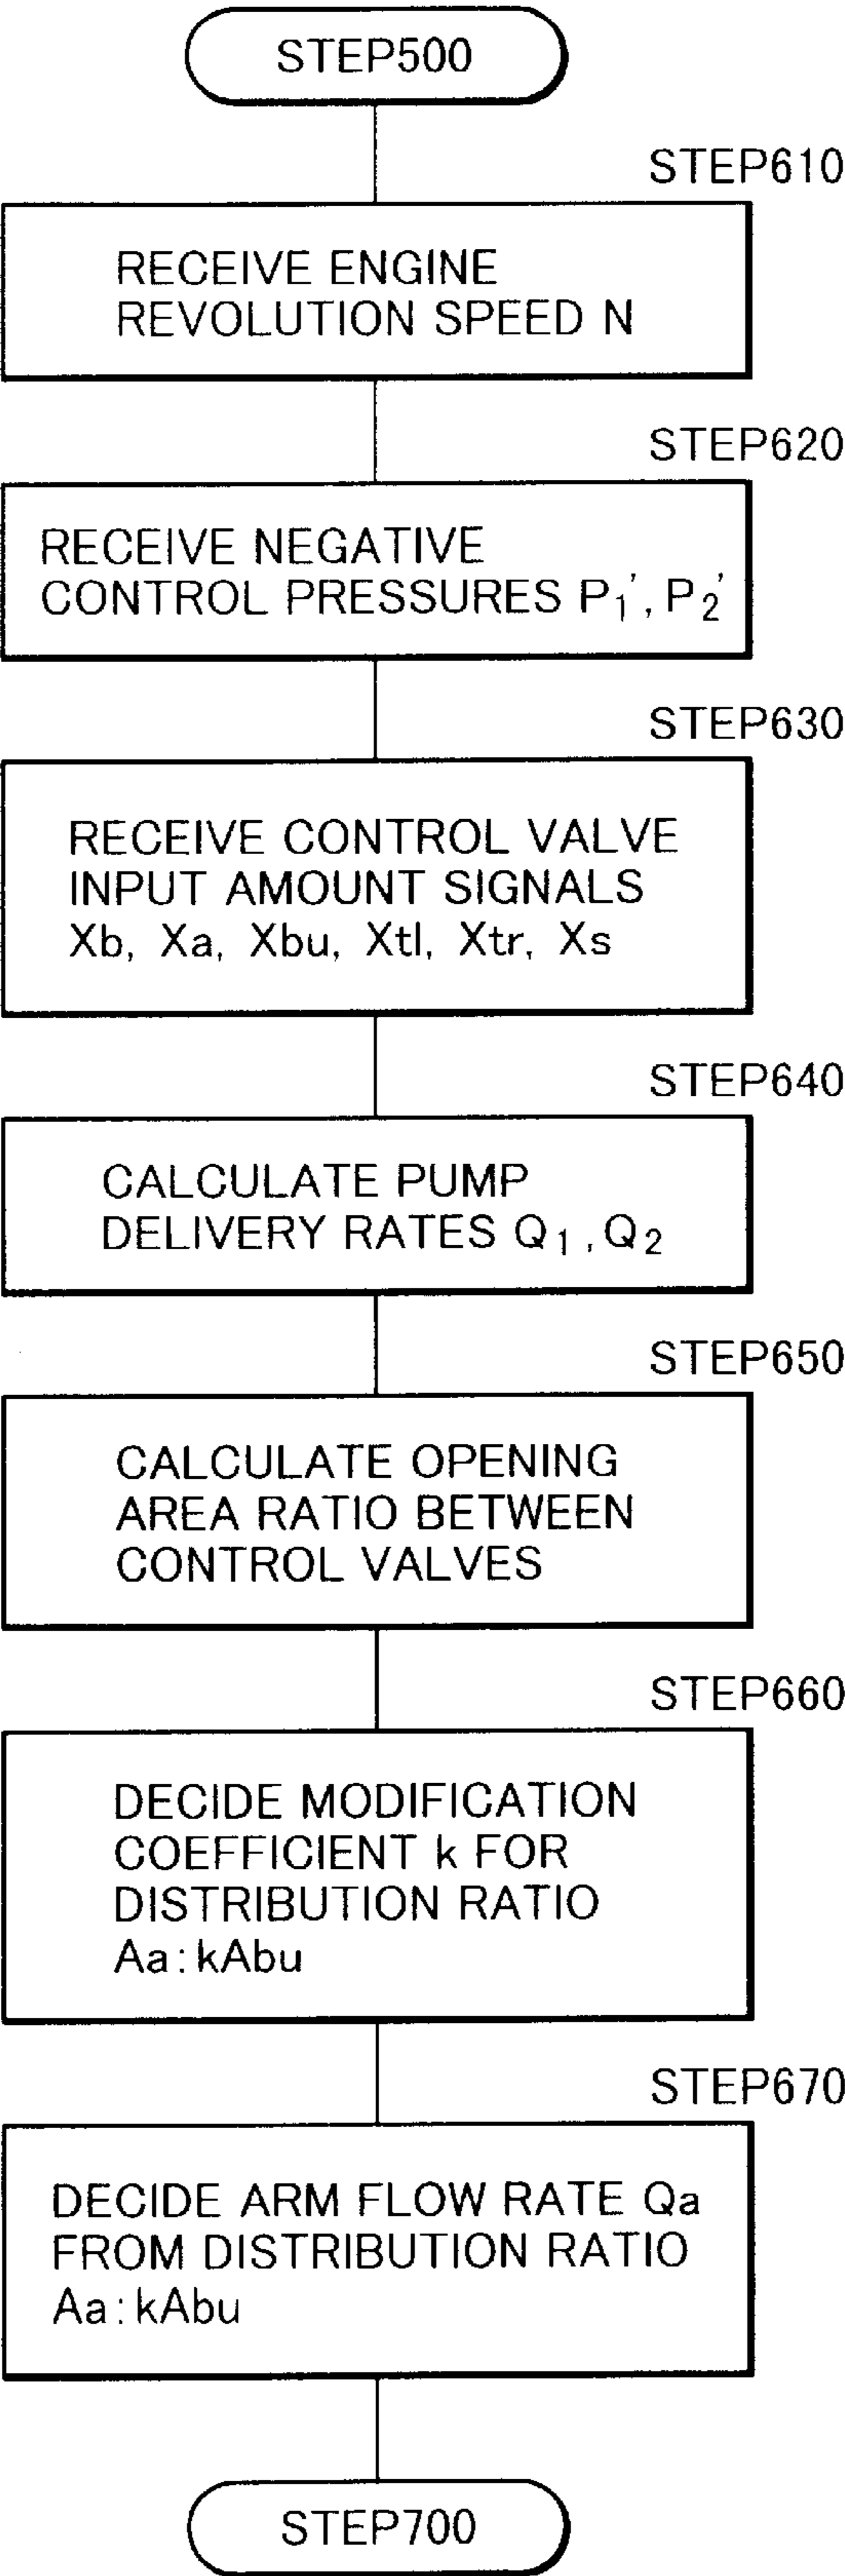 STEP500
STEP610
RECEIVE ENGINE
REVOLUTION SPEED N
STEP620
RECEIVE NEGATIVE
CONTROL PRESSURES P₁', P₂'
STEP630
RECEIVE CONTROL VALVE
INPUT AMOUNT SIGNALS
Xb, Xa, Xbu, Xtl, Xtr, Xs
STEP640
CALCULATE PUMP
DELIVERY RATES Q₁, Q₂
STEP650
CALCULATE OPENING
AREA RATIO BETWEEN
CONTROL VALVES
STEP660
DECIDE MODIFICATION
COEFFICIENT k FOR
DISTRIBUTION RATIO
Aa:kAbu
STEP670
DECIDE ARM FLOW RATE Qa
FROM DISTRIBUTION RATIO
Aa:kAbu
STEP700